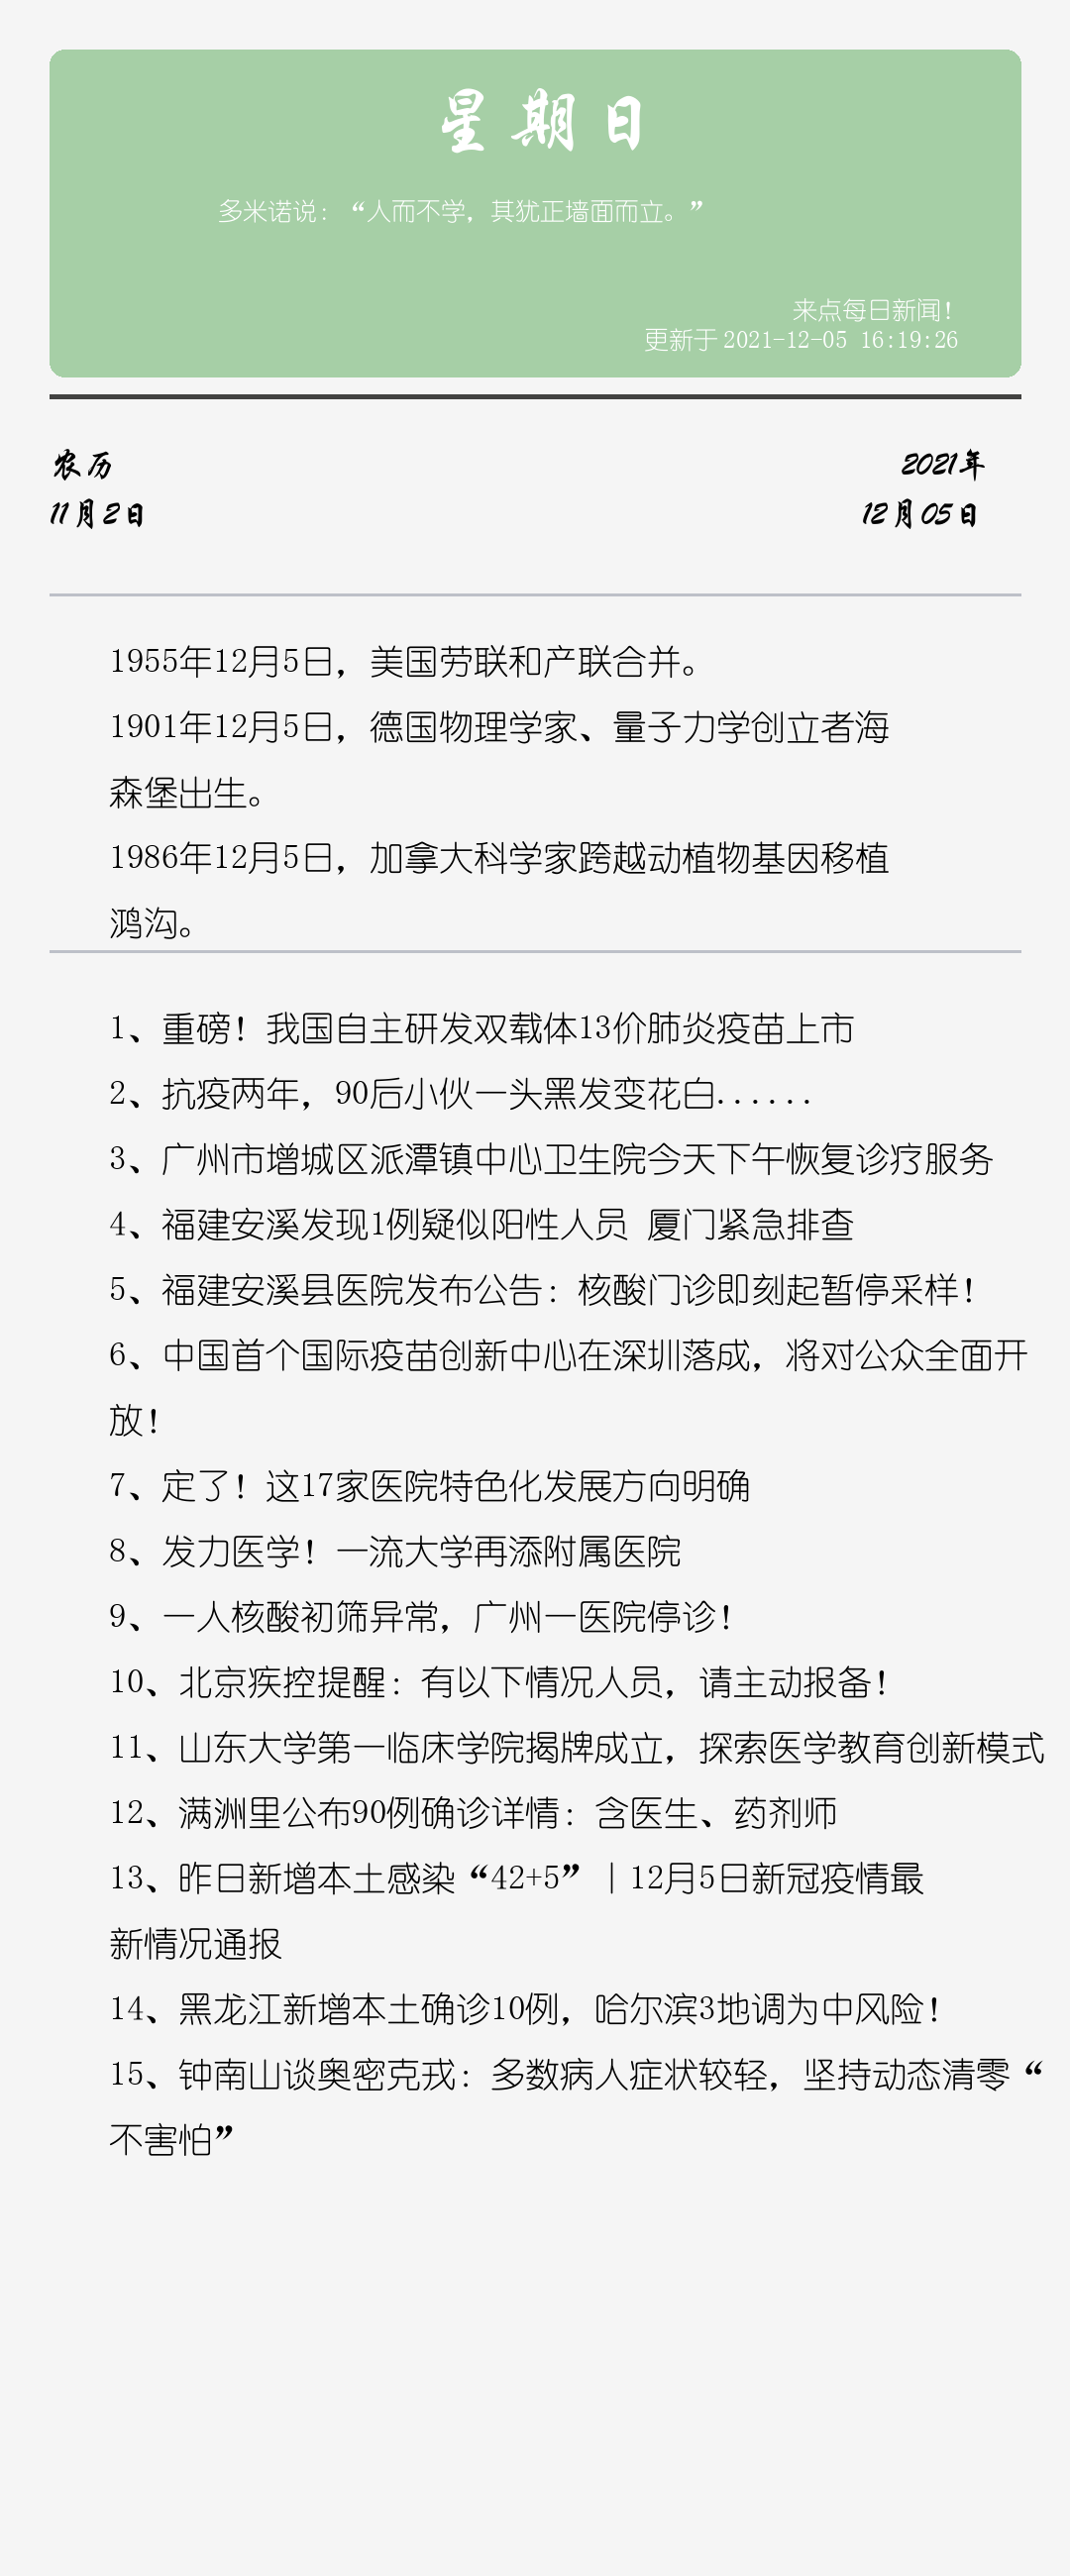 星期日
多米诺说：“人而不学，其犹正墙面而立。”
来点每日新闻！
更新于2021-12-05 16:19:26
农历
2021年
11月2日
12月05日
1955年12月5日，美国劳联和产联合并。
1901年12月5日，德国物理学家、量子力学创立者海
森堡出生。
1986年12月5日，加拿大科学家跨越动植物基因移植
鸿沟。
1、重磅！我国自主研发双载体13价肺炎疫苗上市
2、抗疫两年，90后小伙一头黑发变花白......
3、广州市增城区派潭镇中心卫生院今天下午恢复诊疗服务
4、福建安溪发现1例疑似阳性人员 厦门紧急排查
5、福建安溪县医院发布公告：核酸门诊即刻起暂停采样！
6、中国首个国际疫苗创新中心在深圳落成，将对公众全面开
放！
7、定了！这17家医院特色化发展方向明确
8、发力医学！一流大学再添附属医院
9、一人核酸初筛异常，广州一医院停诊！
10、北京疾控提醒：有以下情况人员，请主动报备！
11、山东大学第一临床学院揭牌成立，探索医学教育创新模式
12、满洲里公布90例确诊详情：含医生、药剂师
13、昨日新增本土感染“42+5”｜12月5日新冠疫情最
新情况通报
14、黑龙江新增本土确诊10例，哈尔滨3地调为中风险！
15、钟南山谈奥密克戎：多数病人症状较轻，坚持动态清零“
不害怕”